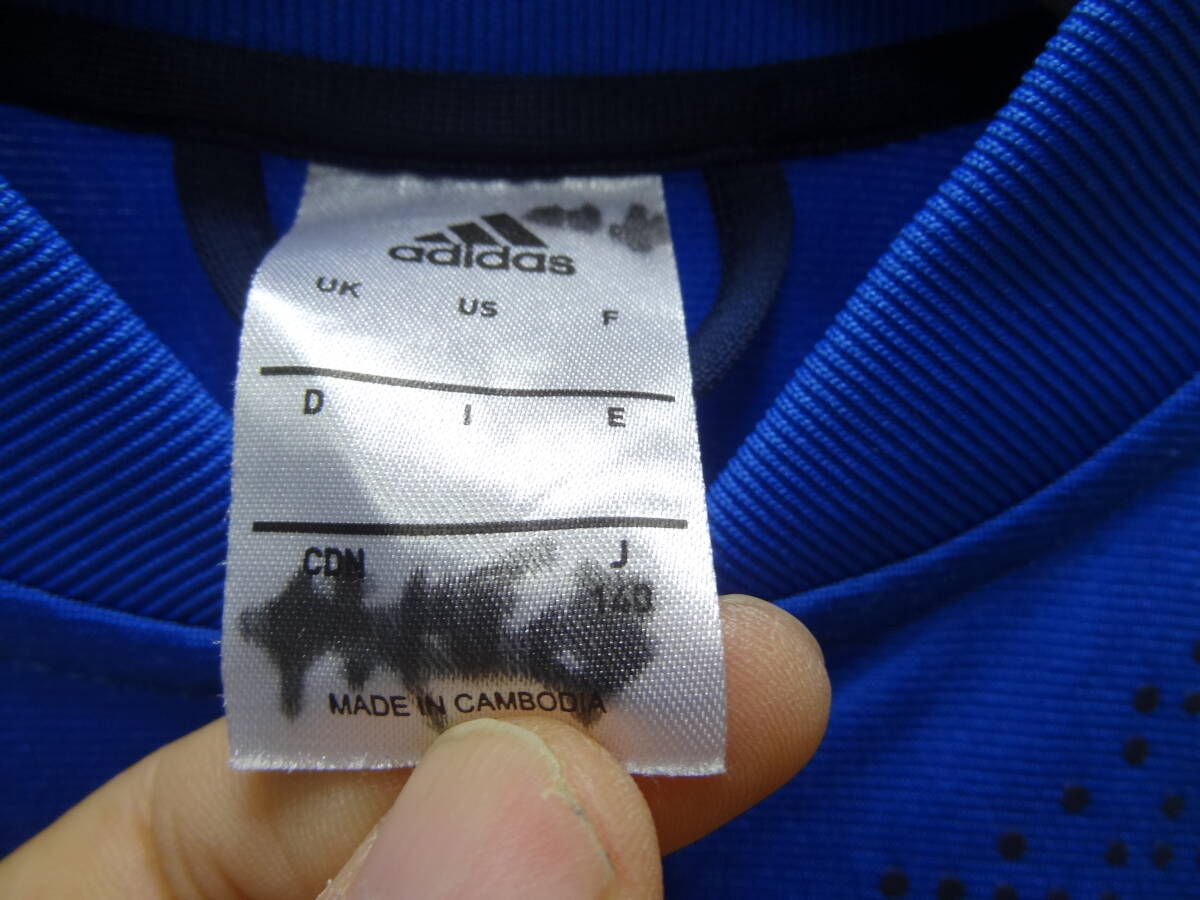 adidas
UK US F
D I E
CDN J
140
MADE IN CAMBODIA